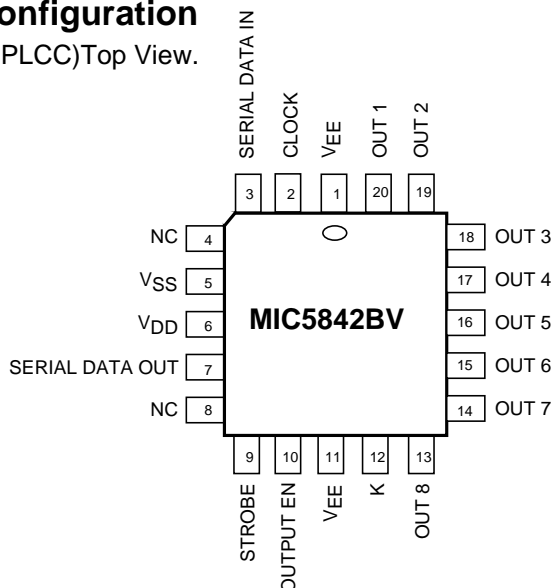 onfiguration
PLCC)Top View.
SERIAL DATA IN
CLOCK
VEE
OUT 1
OUT 2
3
2
1
20
19
NC 4
18 OUT 3
VSS 5
17 OUT 4
VDD 6
MIC5842BV
16 OUT 5
SERIAL DATA OUT 7
15 OUT 6
NC 8
14 OUT 7
9
10
11
12
13
STROBE
OUTPUT EN
VEE
K
OUT 8